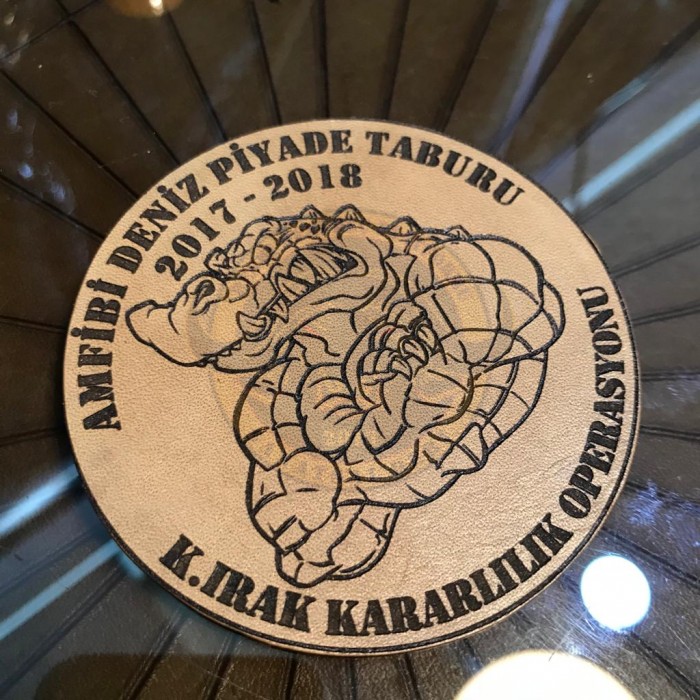 AMFİBİ DENİZ PİYADE TABURU
2017 - 2018
K.IRAK KARARLILIK OPERASYONU